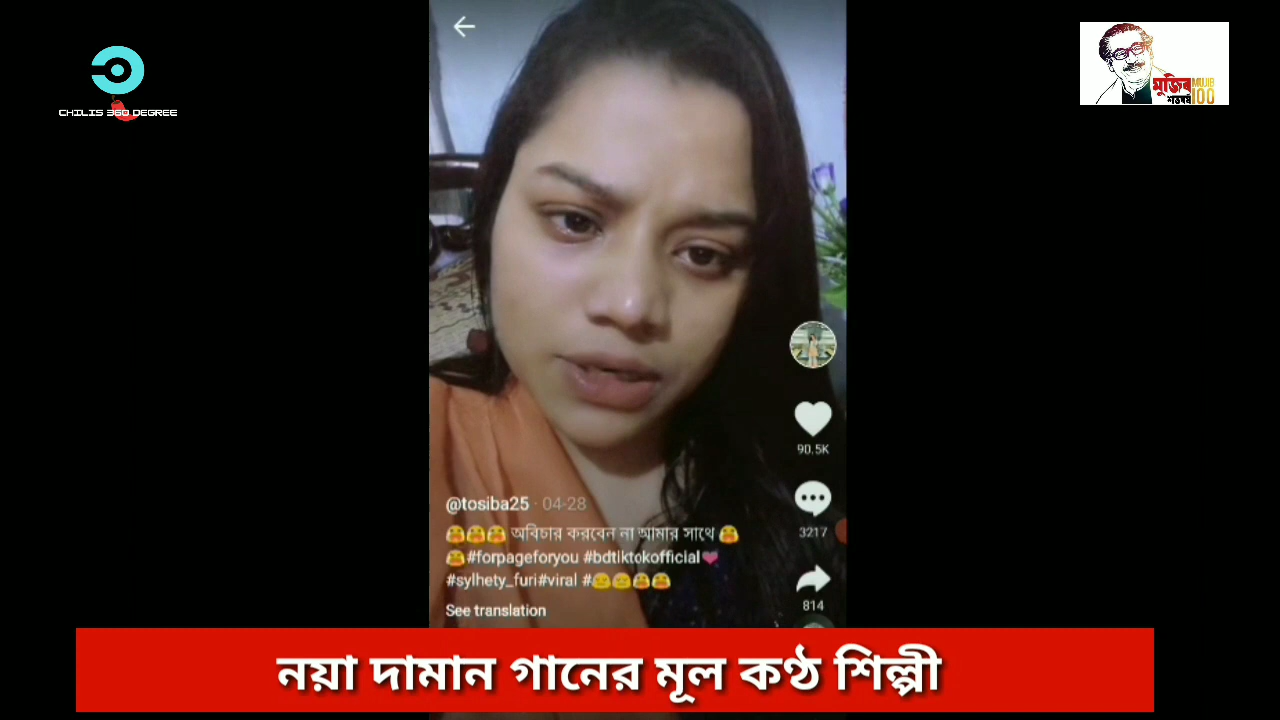 CHILIS 360 DEGREE
মুজিব
শতবর্ষ
MUJIB
100
90.5K
@tosiba25 · 04-28
3217
😫😫😫 অবিচার করবেন না আমার সাথে 😫
😫#forpageforyou #bdtiktokofficial💗
#sylhety_furi#viral #😑😑😫😫
814
See translation
নয়া দামান গানের মূল কণ্ঠ শিল্পী